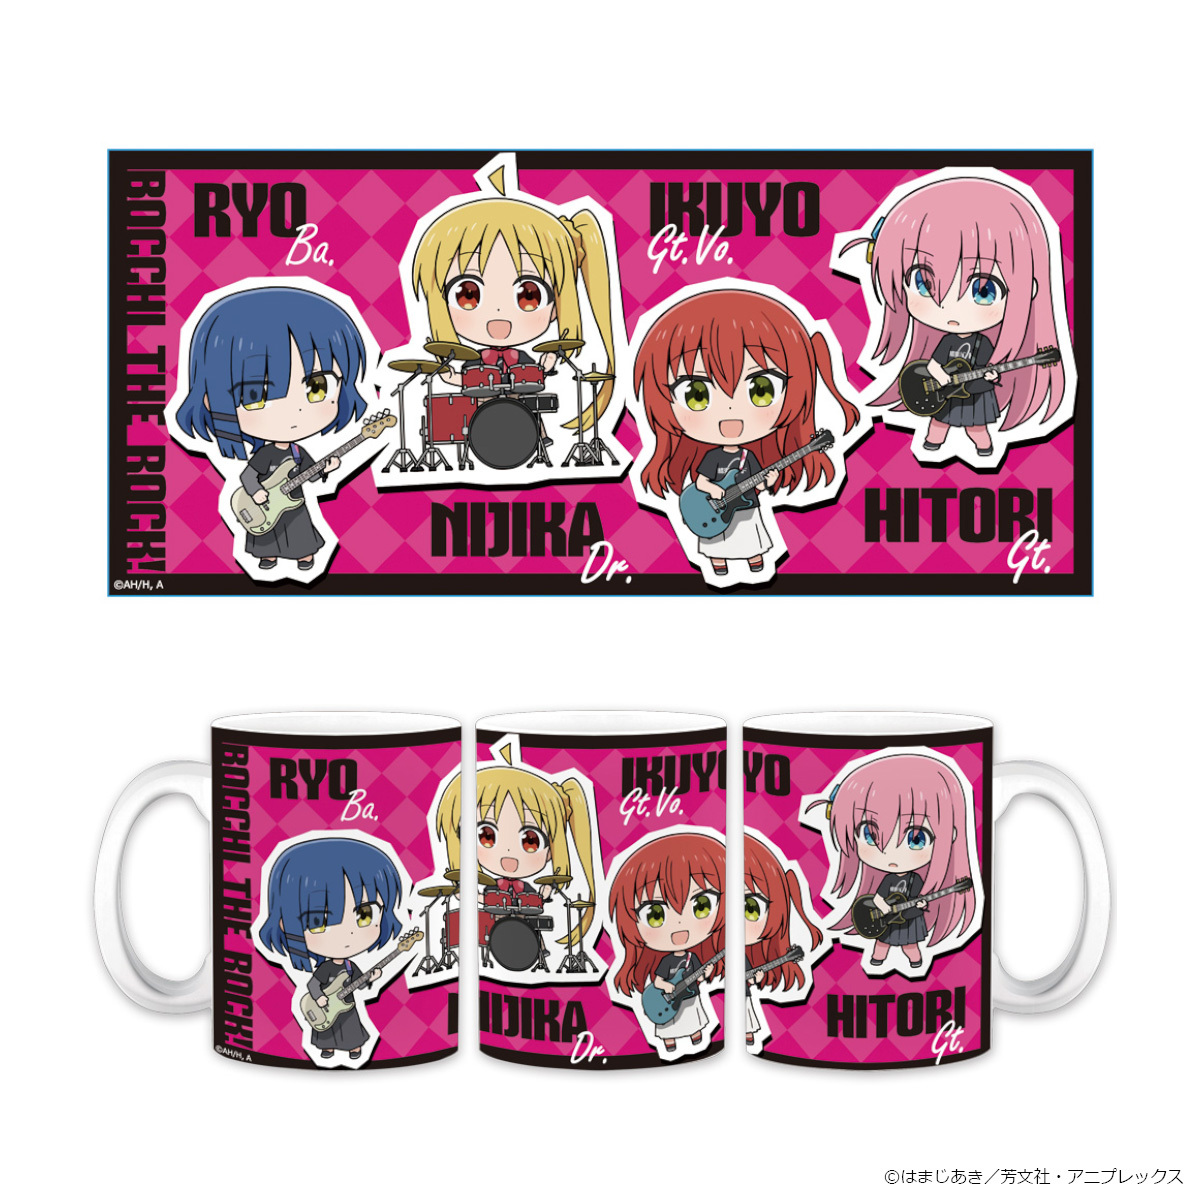 BOCCHI THE ROCK!
RYO
Ba.
NIJIKA
Dr.
IKUYO
Gt.Vo.
HITORI
Gt.
©AH/H, A
BOCCHI THE ROCK!
RYO
Ba.
©AH/H, A
NIJIKA
Dr.
IKUYO
Gt.Vo.
YO
HITORI
Gt.
©はまじあき／芳文社・アニプレックス